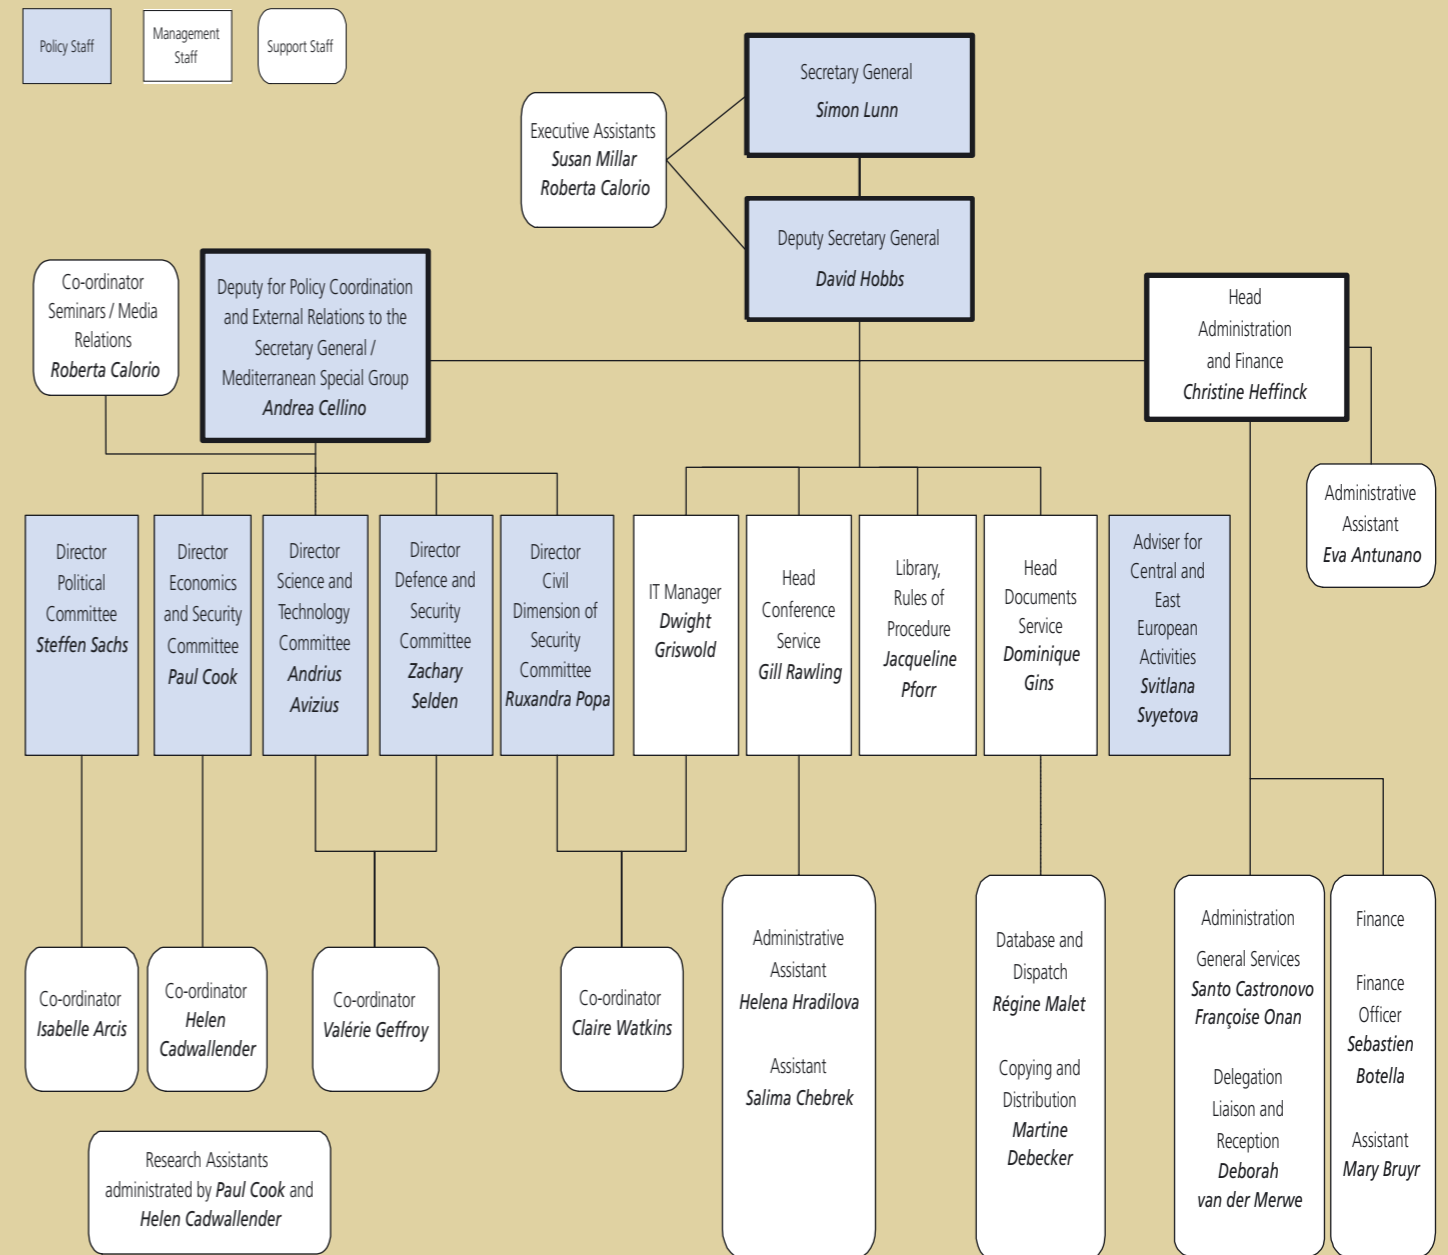 Policy Staff
Management
Staff
Support Staff
Secretary General
Simon Lunn
Executive Assistants
Susan Millar
Roberta Calorio
Deputy Secretary General
David Hobbs
Co-ordinator
Seminars / Media
Relations
Roberta Calorio
Deputy for Policy Coordination
and External Relations to the
Secretary General /
Mediterranean Special Group
Andrea Cellino
Head
Administration
and Finance
Christine Heffinck
Administrative
Assistant
Eva Antunano
Director
Political
Committee
Steffen Sachs
Director
Economics
and Security
Committee
Paul Cook
Director
Science and
Technology
Committee
Andrius
Avizius
Director
Defence and
Security
Committee
Zachary
Selden
Director
Civil
Dimension of
Security
Committee
Ruxandra Popa
IT Manager
Dwight
Griswold
Head
Conference
Service
Gill Rawling
Library,
Rules of
Procedure
Jacqueline
Pforr
Head
Documents
Service
Dominique
Gins
Adviser for
Central and
East
European
Activities
Svitlana
Svyetova
Co-ordinator
Isabelle Arcis
Co-ordinator
Helen
Cadwallender
Co-ordinator
Valérie Geffroy
Co-ordinator
Claire Watkins
Administrative
Assistant
Helena Hradilova
Assistant
Salima Chebrek
Database and
Dispatch
Régine Malet
Copying and
Distribution
Martine
Debecker
Administration
General Services
Santo Castronovo
Françoise Onan
Delegation
Liaison and
Reception
Deborah
van der Merwe
Finance
Finance
Officer
Sebastien
Botella
Assistant
Mary Bruyr
Research Assistants
administrated by Paul Cook and
Helen Cadwallender